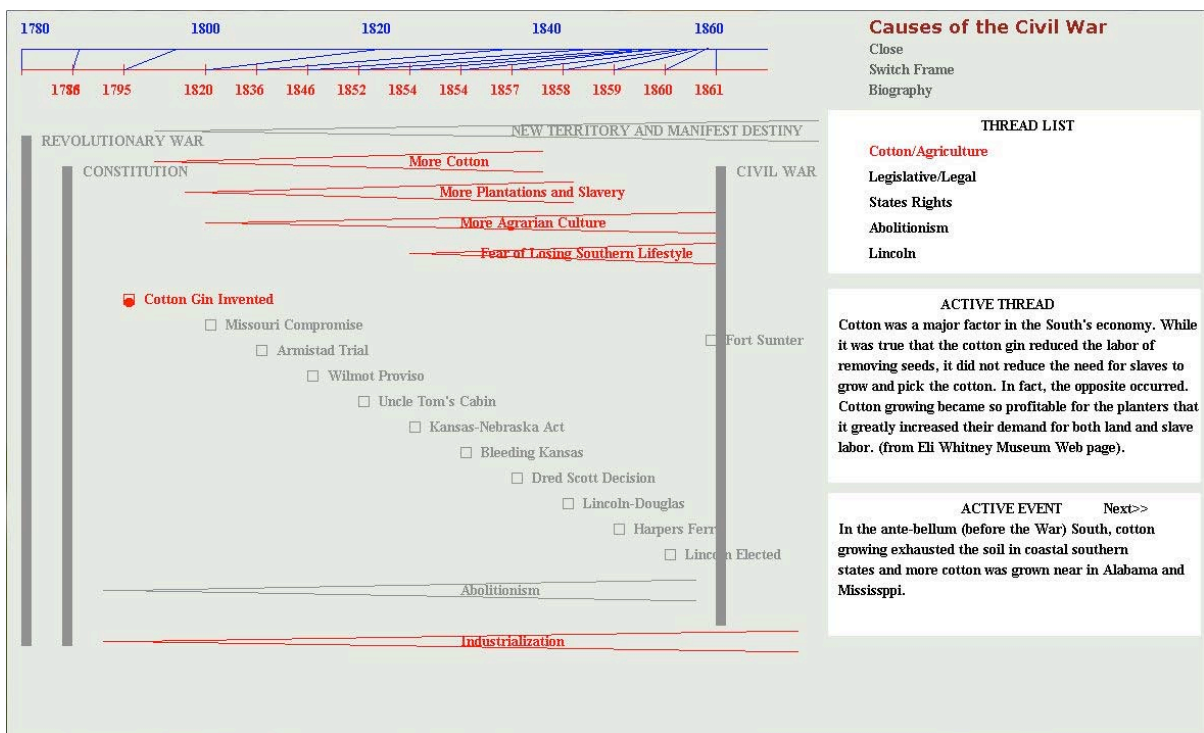 1780 1800 1820 1840 1860
1795 1820 1836 1846 1852 1854 1854 1857 1858 1859 1860 1861
Causes of the Civil War
Close
Switch Frame
Biography
NEW TERRITORY AND MANIFEST DESTINY
REVOLUTIONARY WAR
More Cotton
CONSTITUTION
CIVIL WAR
More Plantations and Slavery
More Agrarian Culture
Fear of Losing Southern Lifestyle
Cotton Gin Invented
Missouri Compromise
Fort Sumter
Armistad Trial
Wilmot Proviso
Uncle Tom's Cabin
Kansas-Nebraska Act
Bleeding Kansas
Dred Scott Decision
Lincoln-Douglas
Harpers Ferr
Lincoln Elected
Abolitionism
Industrialization
THREAD LIST
Cotton/Agriculture
Legislative/Legal
States Rights
Abolitionism
Lincoln
ACTIVE THREAD
Cotton was a major factor in the South's economy. While
it was true that the cotton gin reduced the labor of
removing seeds, it did not reduce the need for slaves to
grow and pick the cotton. In fact, the opposite occurred.
Cotton growing became so profitable for the planters that
it greatly increased their demand for both land and slave
labor. (from Eli Whitney Museum Web page).
ACTIVE EVENT Next>>
In the ante-bellum (before the War) South, cotton
growing exhausted the soil in coastal southern
states and more cotton was grown near in Alabama and
Mississppi.